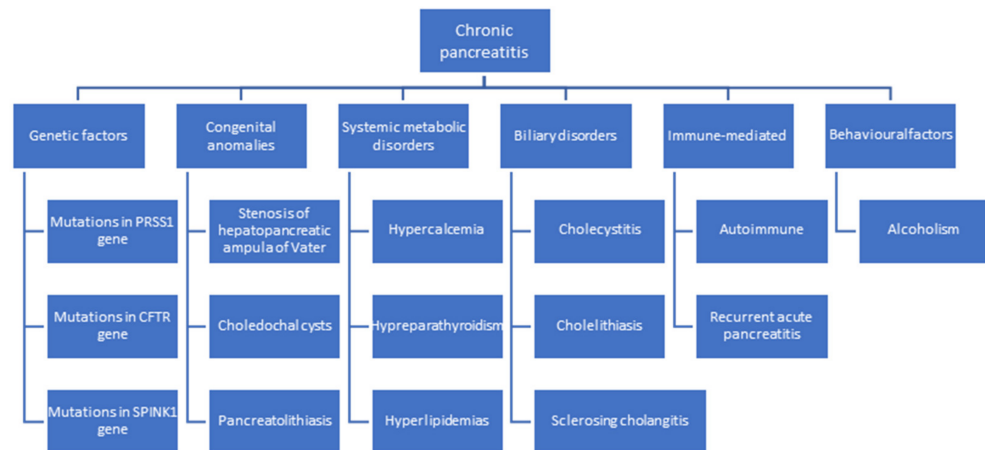 Chronic
pancreatitis
Genetic factors
Congenital
anomalies
Systemic metabolic
disorders
Biliary disorders
Immune-mediated
Behaviouralfactors
Mutations in PRSS1
gene
Stenosis of
hepatopancreatic
ampula of Vater
Hypercalcemia
Cholecystitis
Autoimmune
Alcoholism
Mutations in CFTR
gene
Choledochal cysts
Hypreparathyroidism
Cholelithiasis
Recurrent acute
pancreatitis
Mutations in SPINK1
gene
Pancreatolithiasis
Hyperlipidemias
Sclerosing cholangitis